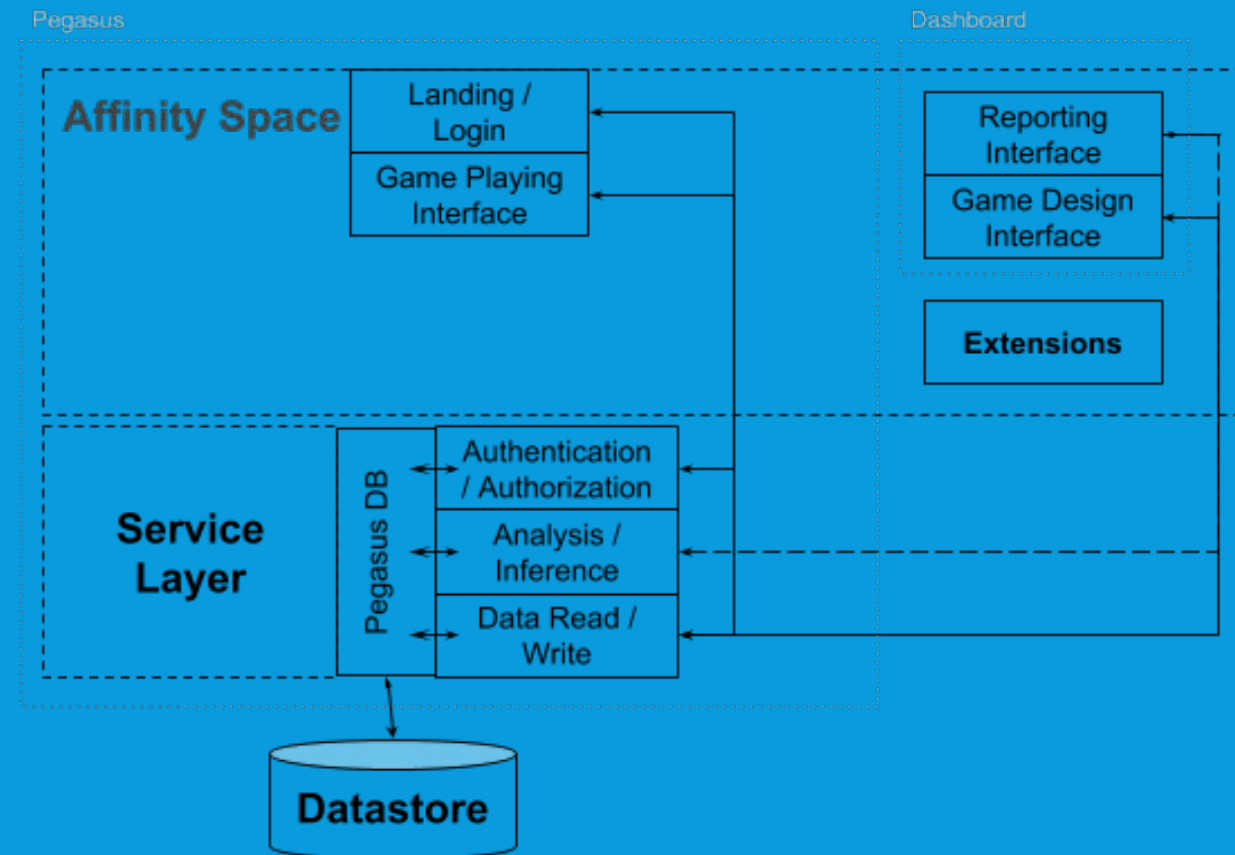 Pegasus
Dashboard
Affinity Space
Landing /
Login
Game Playing
Interface
Reporting
Interface
Game Design
Interface
Extensions
Service
Layer
Pegasus DB
Authentication
/ Authorization
Analysis /
Inference
Data Read /
Write
Datastore